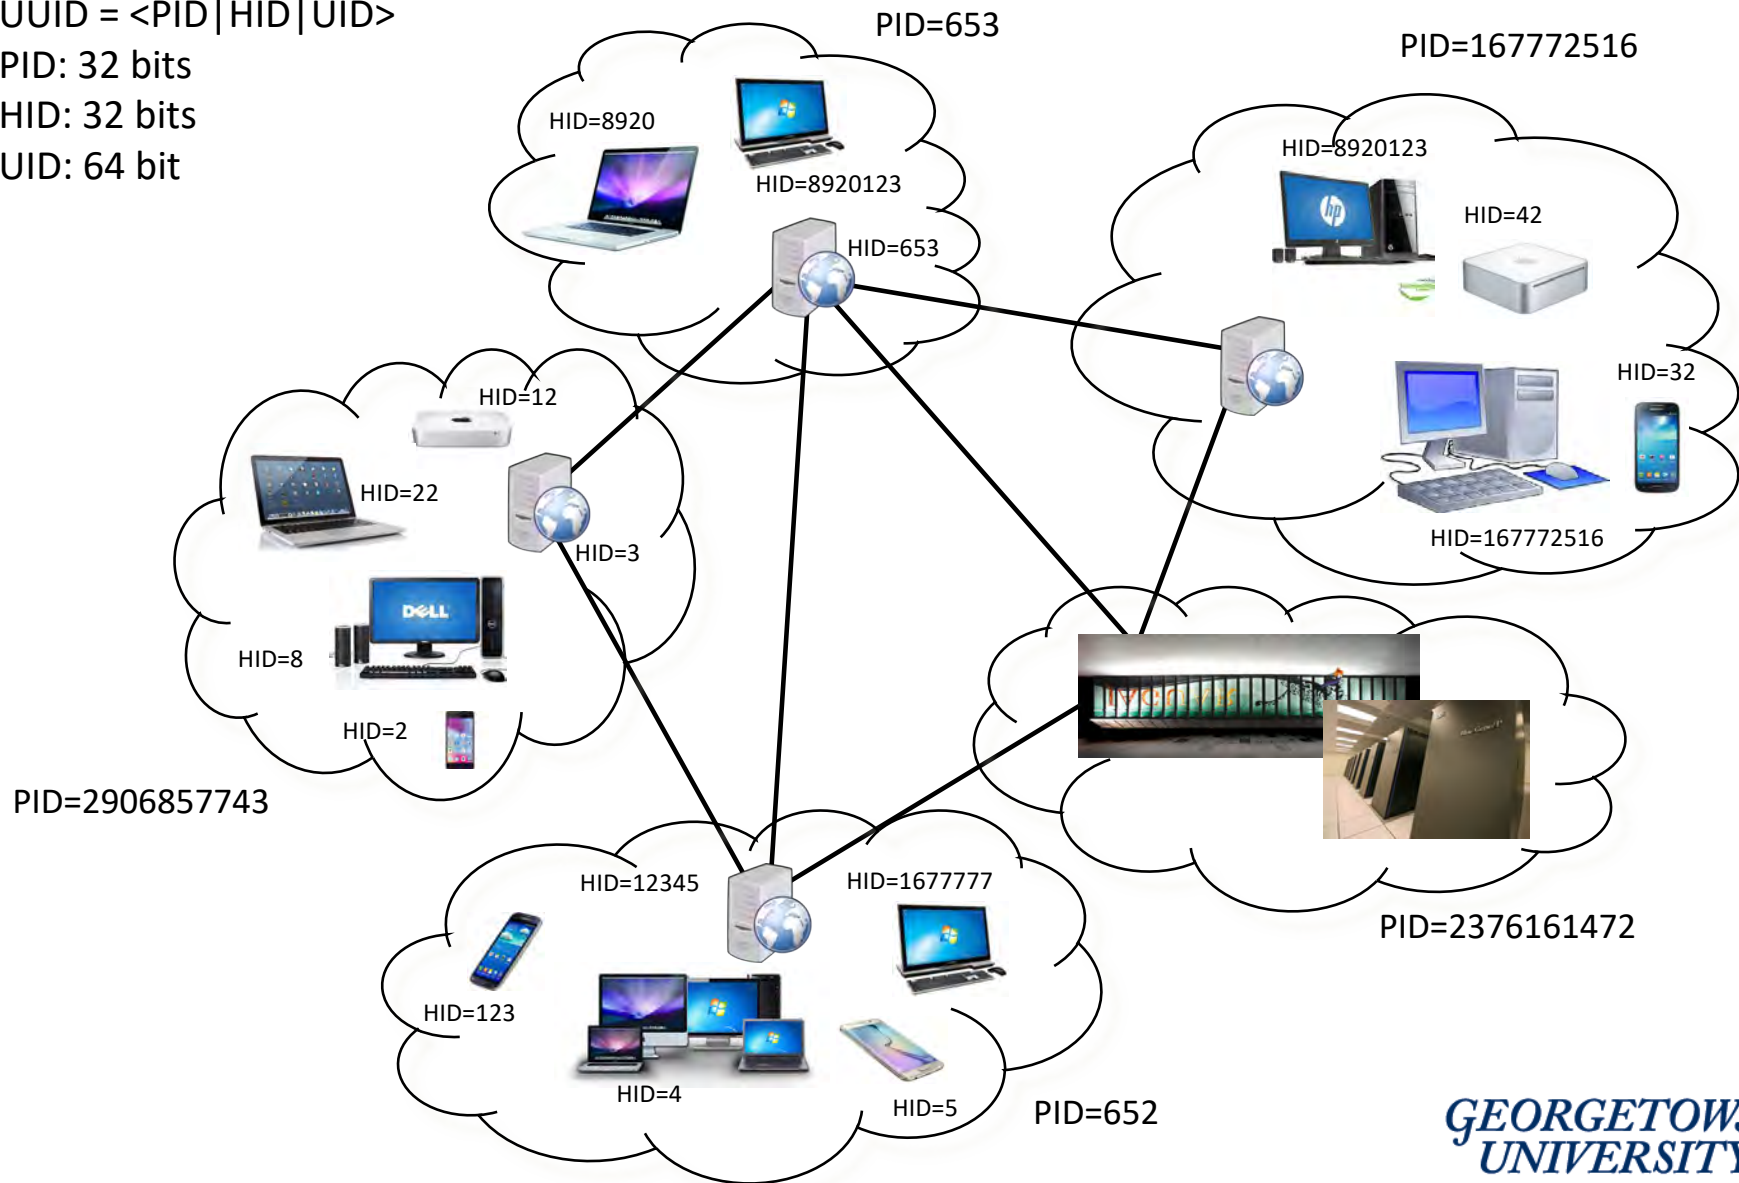 UUID = <PID|HID|UID>
PID: 32 bits
HID: 32 bits
UID: 64 bit
PID=653
PID=167772516
HID=8920
HID=8920123
HID=653
HID=8920123
hp
HID=42
HID=32
HID=167772516
HID=12
HID=22
HID=3
DELL
HID=8
HID=2
PID=2906857743
HID=12345
HID=1677777
HID=123
HID=4
HID=5
PID=652
PID=2376161472
GEORGETOWN
UNIVERSITY